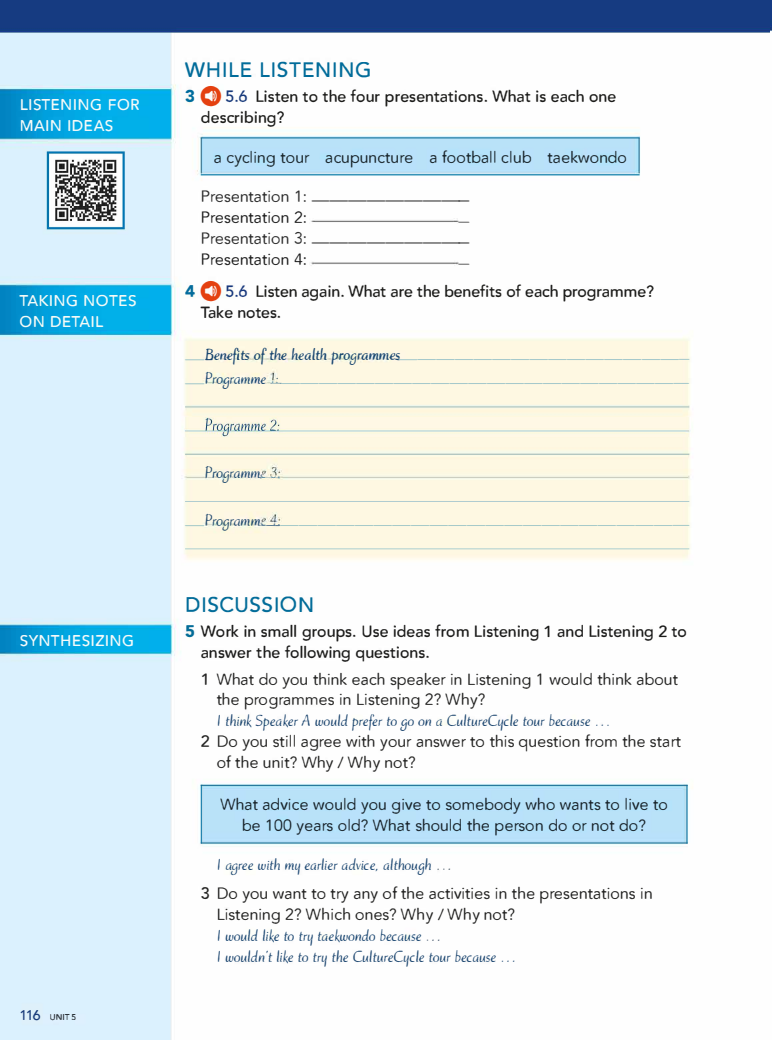 WHILE LISTENING
LISTENING FOR
MAIN IDEAS
3 5.6 Listen to the four presentations. What is each one
describing?
a cycling tour acupuncture a football club taekwondo
Presentation 1: ___________________
Presentation 2: ___________________
Presentation 3: ___________________
Presentation 4: ___________________
TAKING NOTES
ON DETAIL
4 5.6 Listen again. What are the benefits of each programme?
Take notes.
Benefits of the health programmes
Programme 1:
Programme 2:
Programme 3:
Programme 4:
DISCUSSION
SYNTHESIZING
5 Work in small groups. Use ideas from Listening 1 and Listening 2 to
answer the following questions.
1 What do you think each speaker in Listening 1 would think about
the programmes in Listening 2? Why?
I think Speaker A would prefer to go on a CultureCycle tour because ...
2 Do you still agree with your answer to this question from the start
of the unit? Why / Why not?
What advice would you give to somebody who wants to live to
be 100 years old? What should the person do or not do?
I agree with my earlier advice, although ...
3 Do you want to try any of the activities in the presentations in
Listening 2? Which ones? Why / Why not?
I would like to try taekwondo because ...
I wouldn't like to try the CultureCycle tour because ...
116 UNIT 5